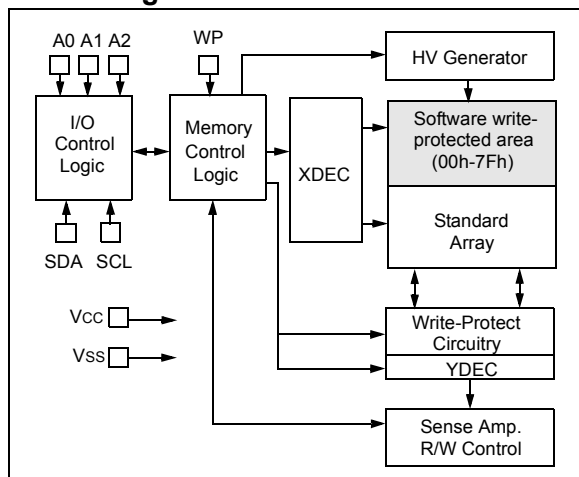 A0 A1 A2
WP
HV Generator
I/O
Control
Logic
Memory
Control
Logic
XDEC
Software write-
protected area
(00h-7Fh)
Standard
Array
SDA SCL
VCC
VSS
Write-Protect
Circuitry
YDEC
Sense Amp.
R/W Control